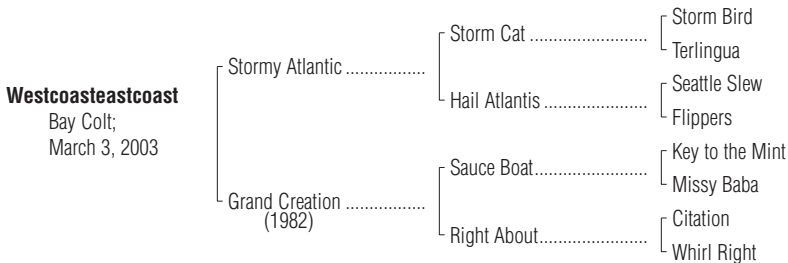 Westcoasteastcoast
Bay Colt;
March 3, 2003
Stormy Atlantic .................
Grand Creation .................
(1982)
Storm Cat .........................
Hail Atlantis ......................
Sauce Boat........................
Right About.......................
Storm Bird
Terlingua
Seattle Slew
Flippers
Key to the Mint
Missy Baba
Citation
Whirl Right